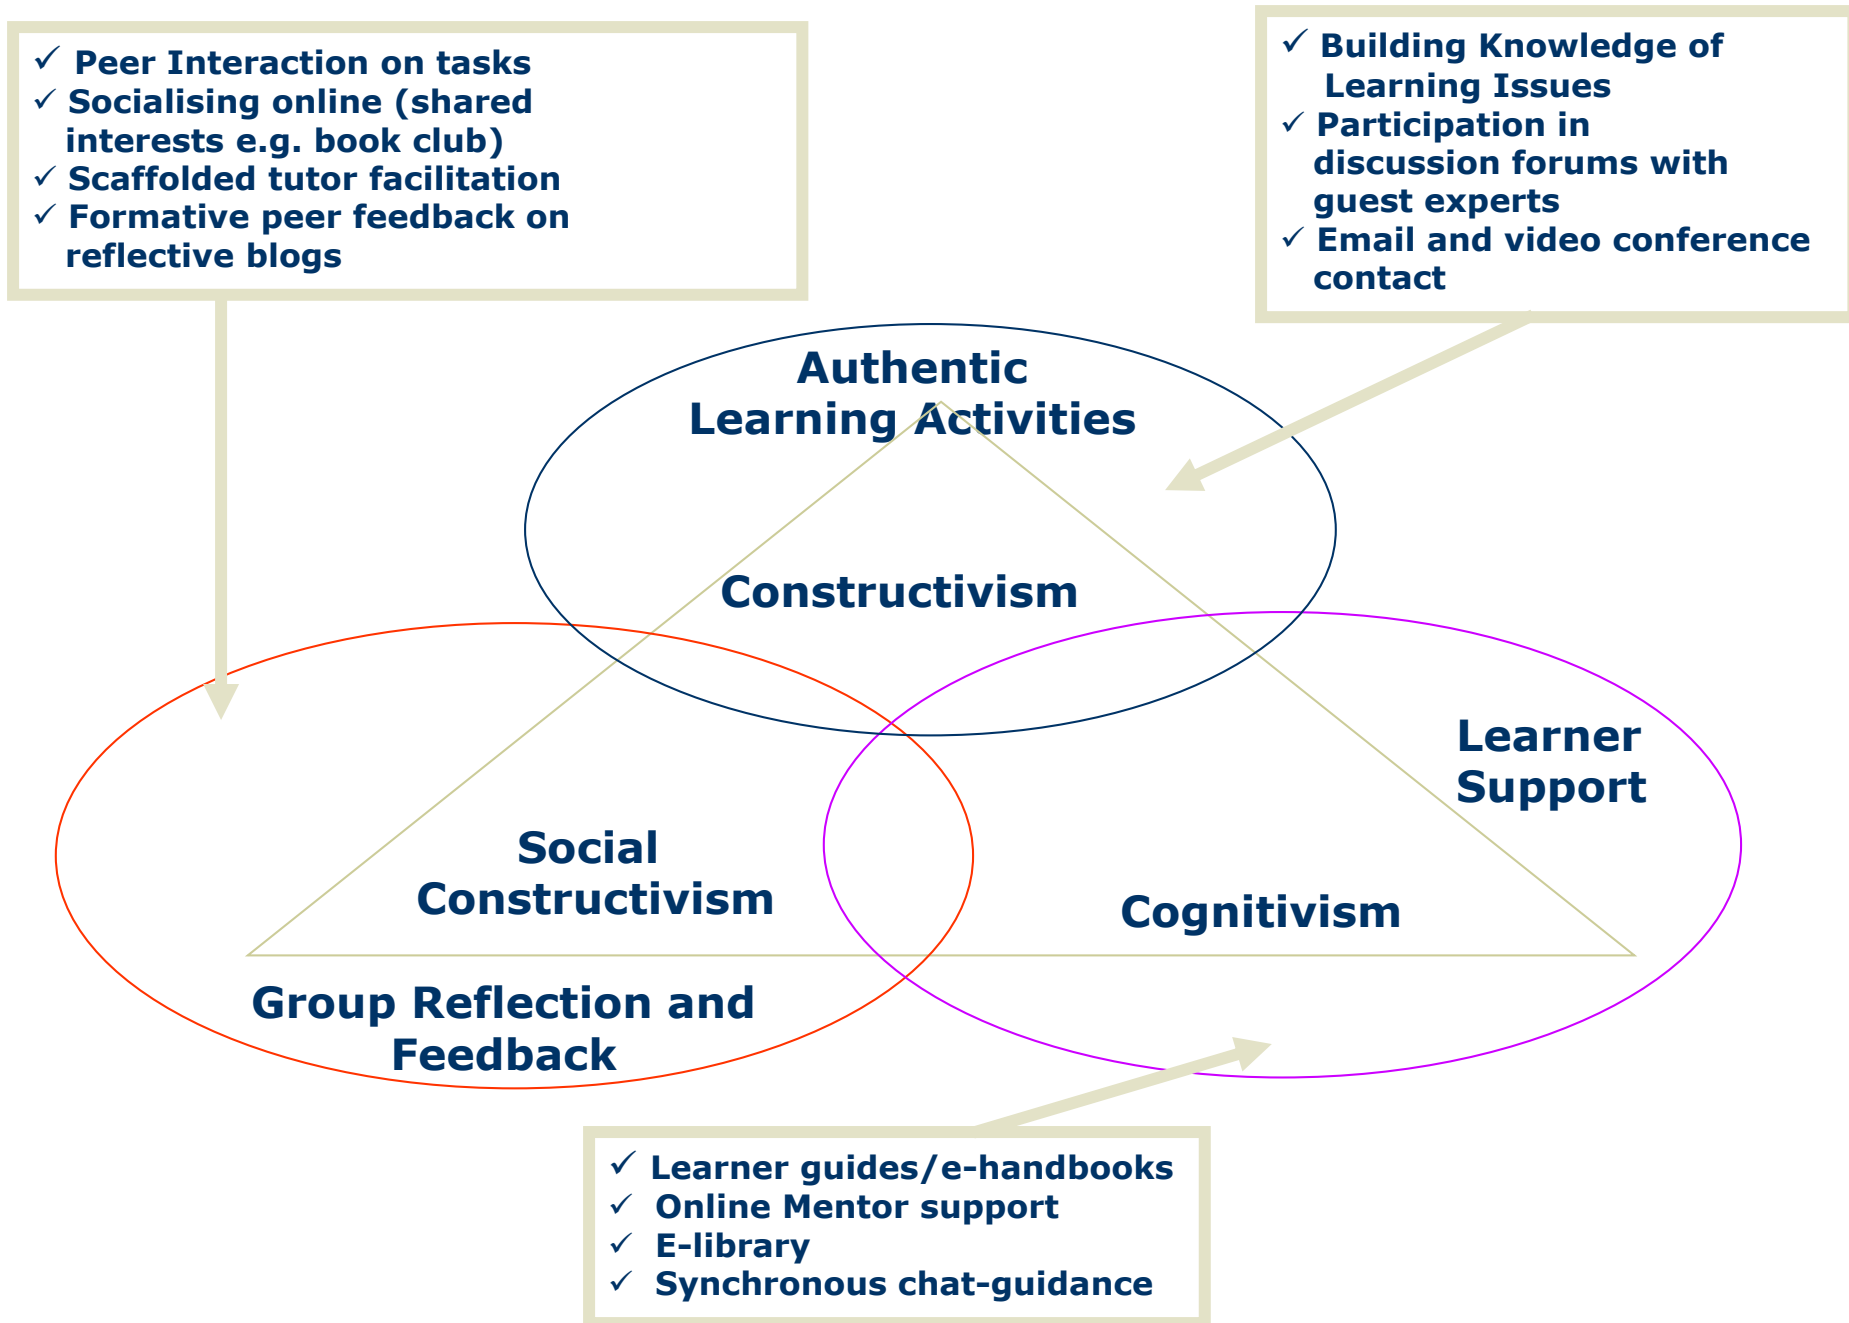 ✓ Peer Interaction on tasks
✓ Socialising online (shared
interests e.g. book club)
✓ Scaffolded tutor facilitation
✓ Formative peer feedback on
reflective blogs
✓ Building Knowledge of
Learning Issues
✓ Participation in
discussion forums with
guest experts
✓ Email and video conference
contact
Authentic
Learning Activities
Constructivism
Learner
Support
Social
Constructivism
Cognitivism
Group Reflection and
Feedback
✓ Learner guides/e-handbooks
✓ Online Mentor support
✓ E-library
✓ Synchronous chat-guidance